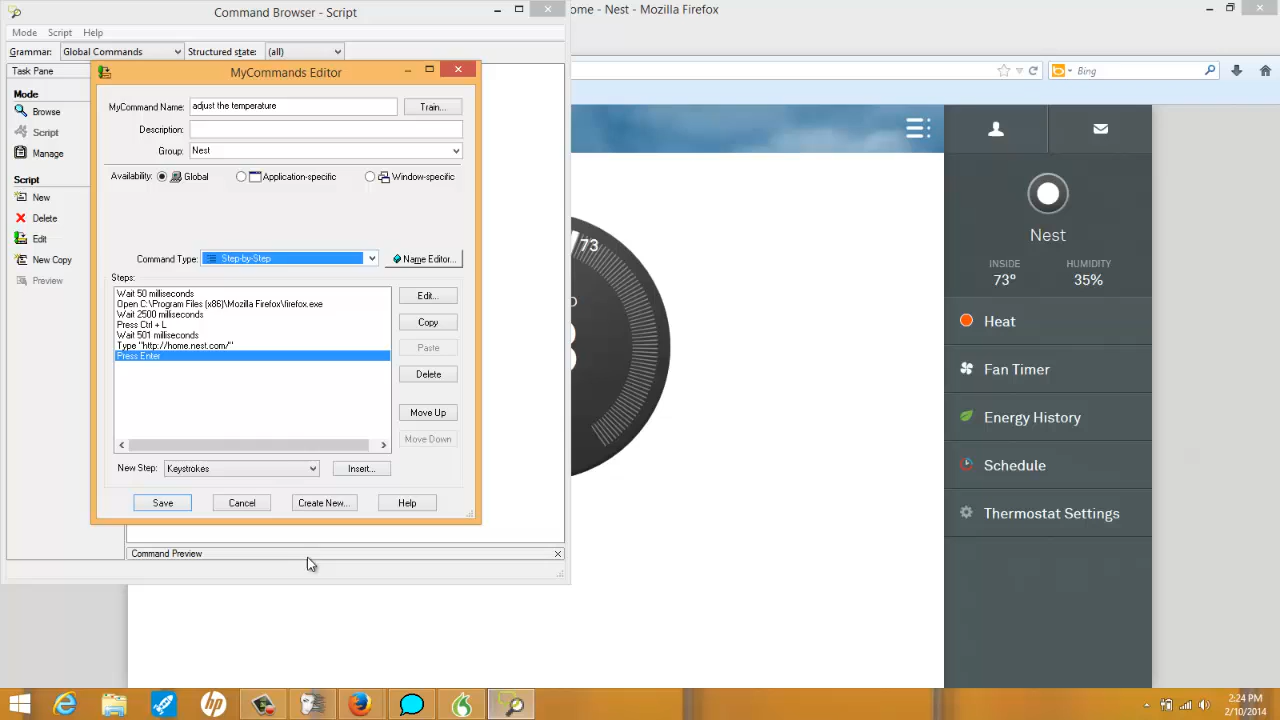 Command Browser - Script
ome - Nest - Mozilla Firefox
Mode Script Help
Grammar: Global Commands Structured state: (all)
Bing
Task Pane
Mode
Browse
Script
Manage
Script
New
Delete
Edit
New Copy
Preview
MyCommands Editor
MyCommand Name: adjust the temperature Train...
Description:
Group: Nest
Availability: Global Application-specific Window-specific
Command Type: Step-by-Step Name Editor...
Steps:
Wait 50 milliseconds
Open C:\Program Files (x86)\Mozilla Firefox\firefox.exe
Wait 2500 milliseconds
Press Ctrl + L
Wait 501 milliseconds
Type "http://home.nest.com/"
Press Enter
Edit...
Copy
Paste
Delete
Move Up
Move Down
New Step: Keystrokes Insert...
Save Cancel Create New... Help
Command Preview
73
Nest
INSIDE HUMIDITY
73° 35%
Heat
Fan Timer
Energy History
Schedule
Thermostat Settings
hp
2:24 PM
2/10/2014